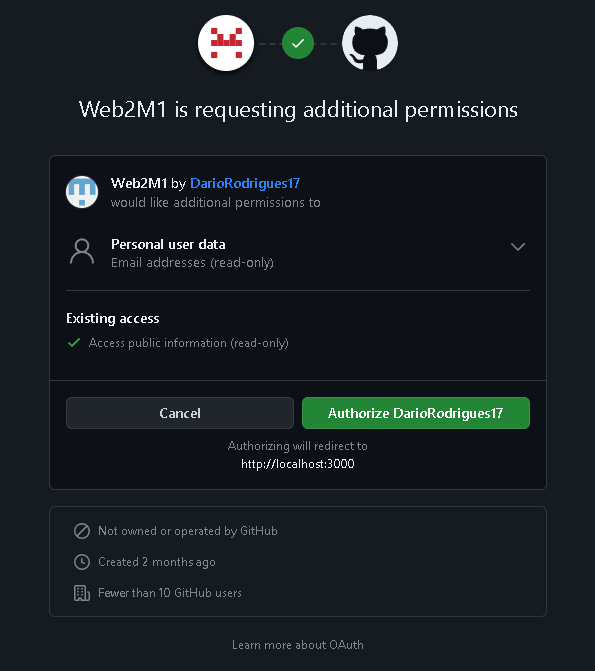 Web2M1 is requesting additional permissions
Web2M1 by DarioRodrigues17
would like additional permissions to
Personal user data
Email addresses (read-only)
Existing access
Access public information (read-only)
Cancel
Authorize DarioRodrigues17
Authorizing will redirect to
http://localhost:3000
Not owned or operated by GitHub
Created 2 months ago
Fewer than 10 GitHub users
Learn more about OAuth